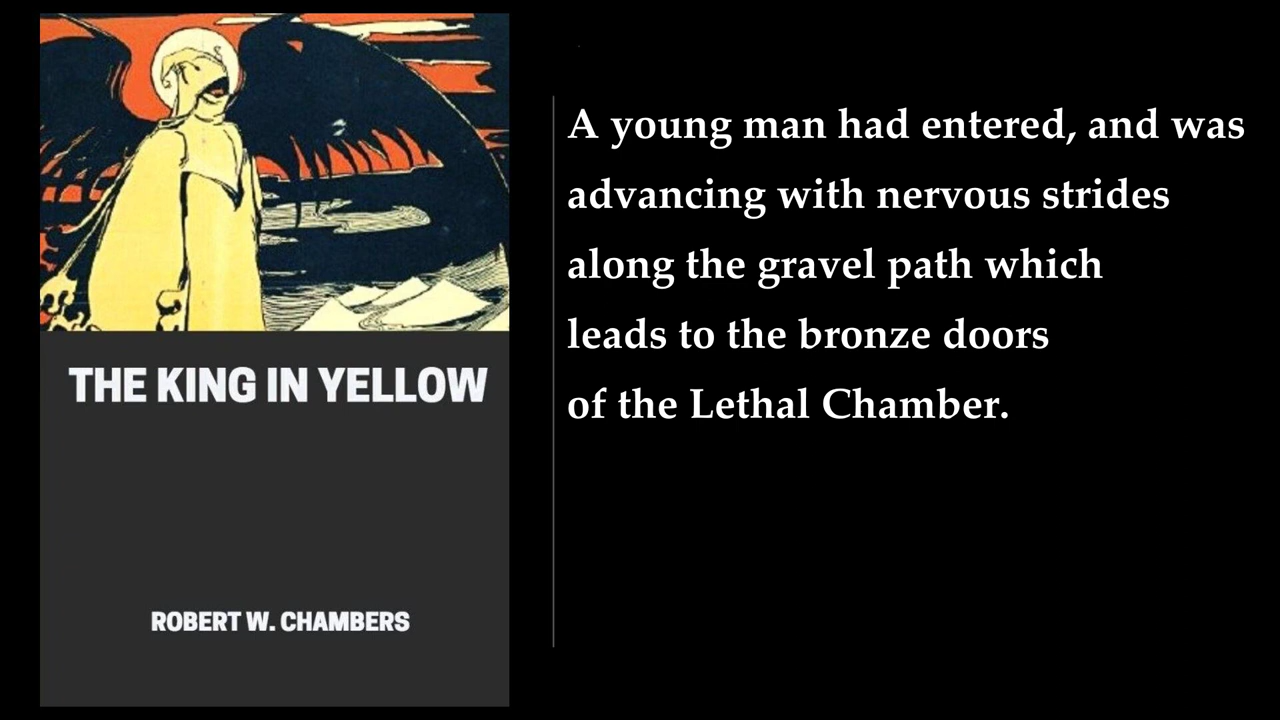 THE KING IN YELLOW
ROBERT W. CHAMBERS
A young man had entered, and was
advancing with nervous strides
along the gravel path which
leads to the bronze doors
of the Lethal Chamber.